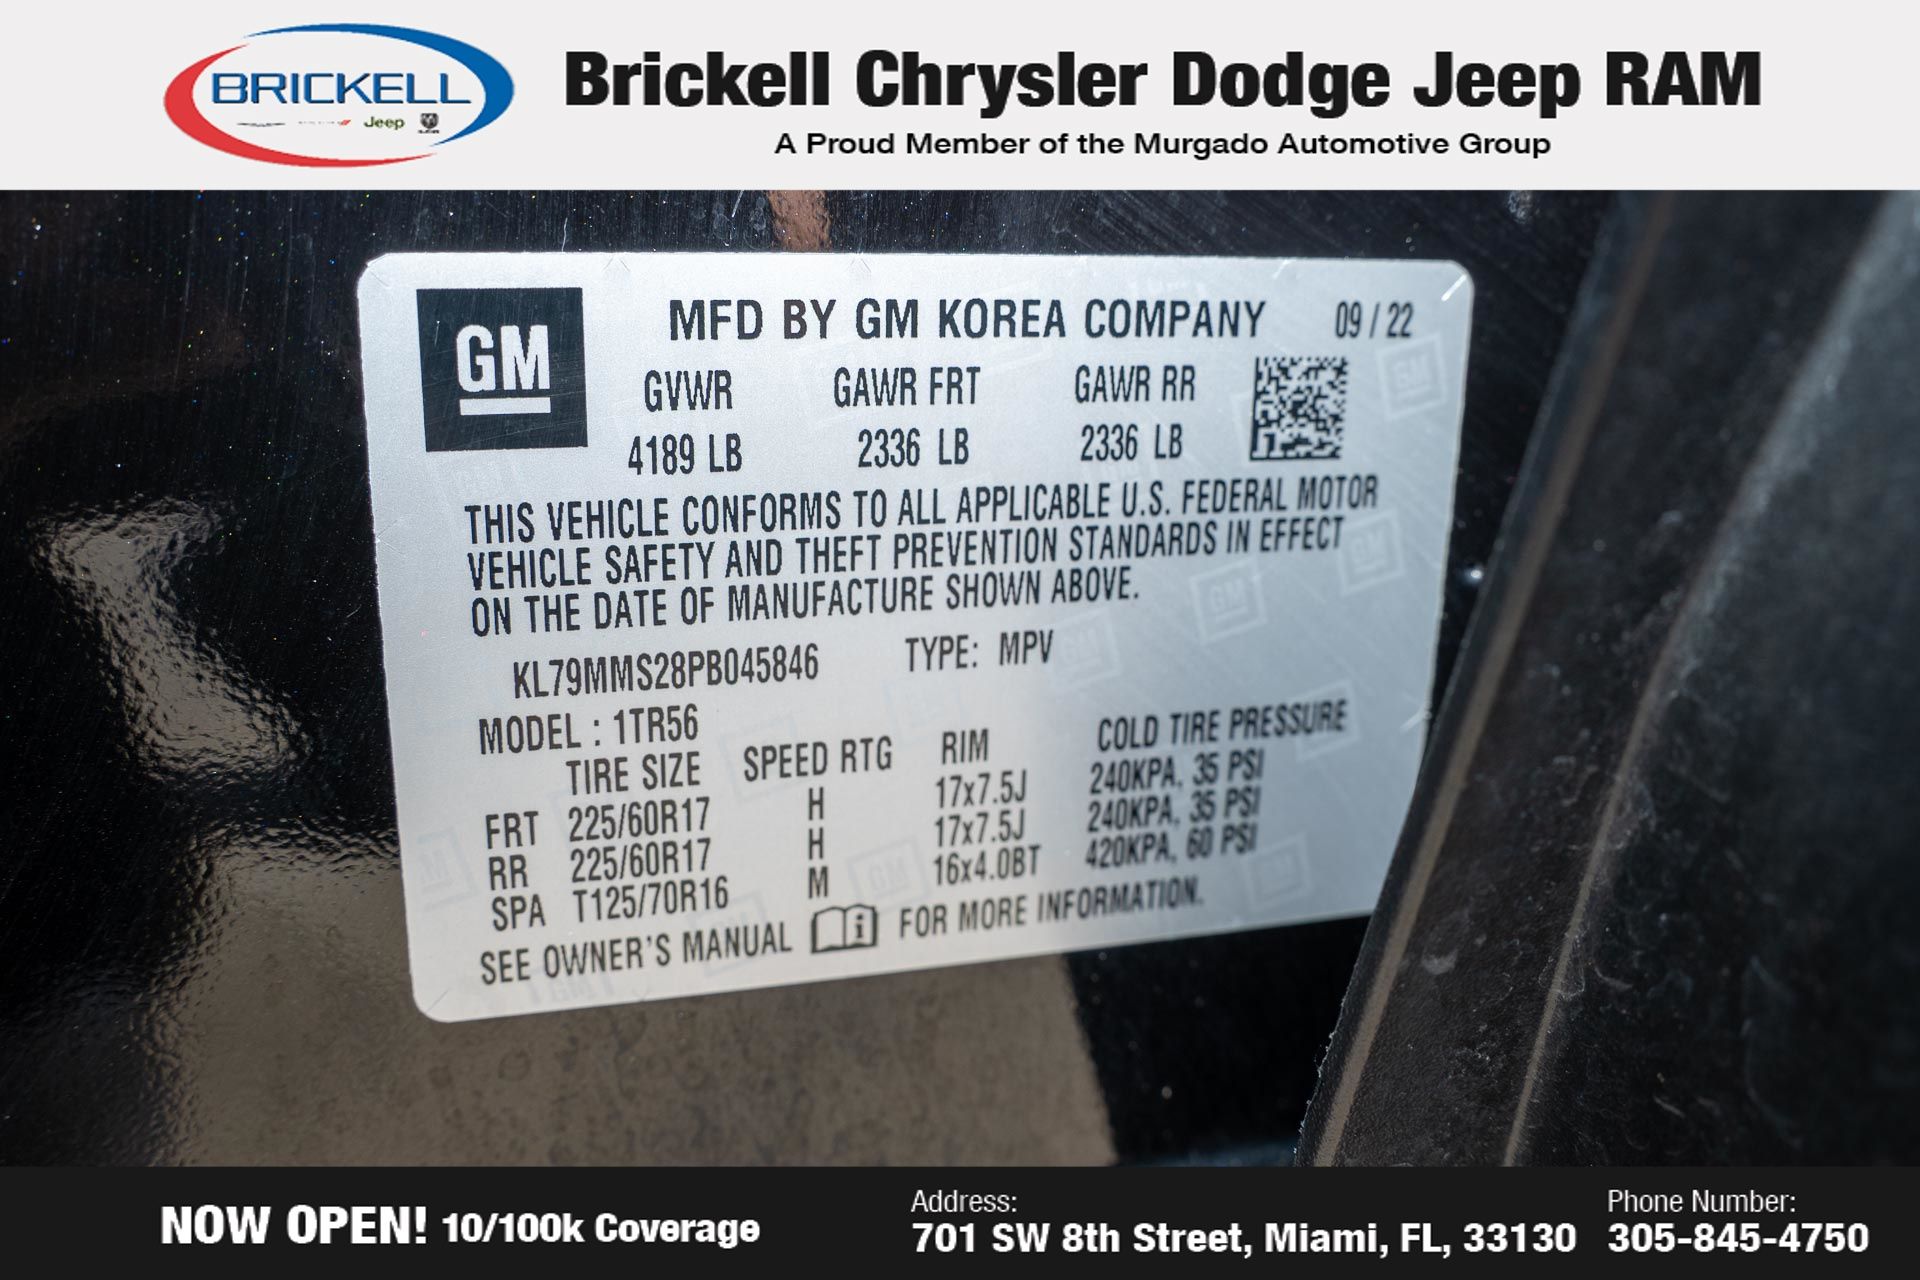 BRICKELL
Jeep
Brickell Chrysler Dodge Jeep RAM
A Proud Member of the Murgado Automotive Group
GM
MFD BY GM KOREA COMPANY 09 / 22
GVWR GAWR FRT GAWR RR
4189 LB 2336 LB 2336 LB
THIS VEHICLE CONFORMS TO ALL APPLICABLE U.S. FEDERAL MOTOR
VEHICLE SAFETY AND THEFT PREVENTION STANDARDS IN EFFECT
ON THE DATE OF MANUFACTURE SHOWN ABOVE.
KL79MMS28PB045846 TYPE: MPV
MODEL : 1TR56
TIRE SIZE SPEED RTG RIM COLD TIRE PRESSURE
FRT 225/60R17 H 17x7.5J 240KPA, 35 PSI
RR 225/60R17 H 17x7.5J 240KPA, 35 PSI
SPA T125/70R16 M 16x4.0BT 420KPA, 60 PSI
SEE OWNER'S MANUAL FOR MORE INFORMATION.
NOW OPEN! 10/100k Coverage
Address:
701 SW 8th Street, Miami, FL, 33130
Phone Number:
305-845-4750